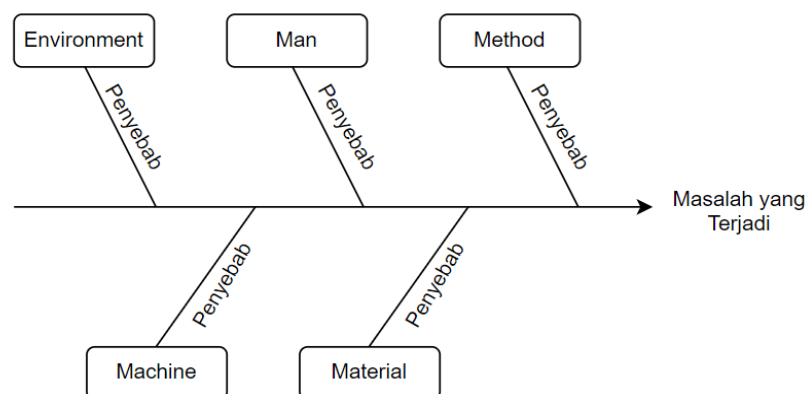 Environment
Man
Method
Penyebab
Penyebab
Penyebab
Masalah yang
Terjadi
Penyebab
Penyebab
Machine
Material